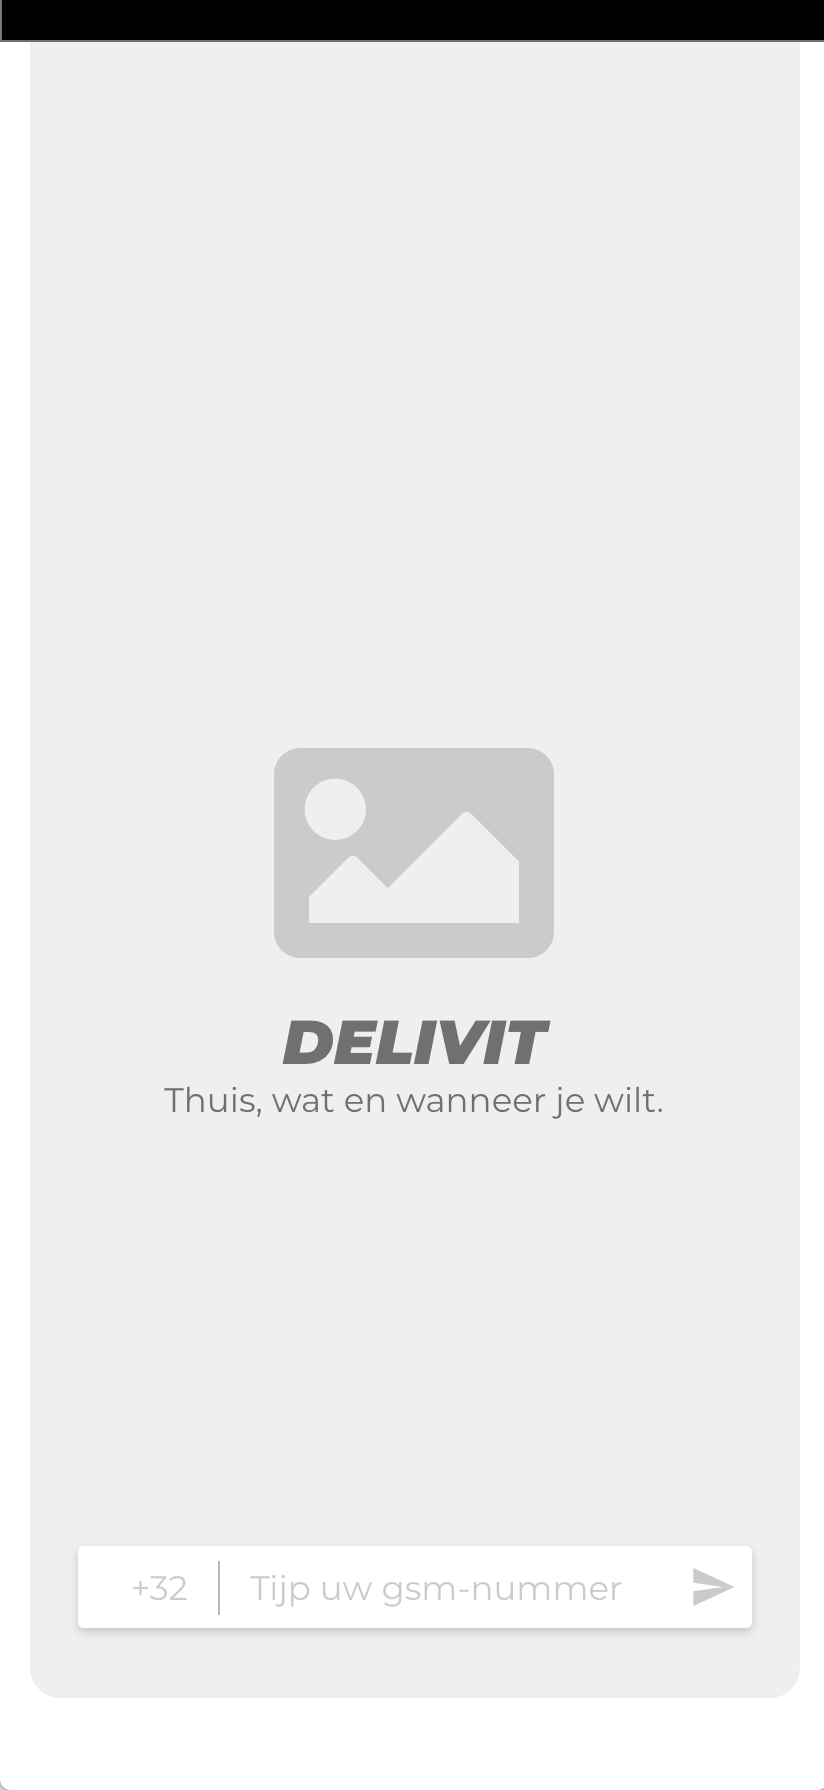 DELIVIT
Thuis, wat en wanneer je wilt.
+32 Tijp uw gsm-nummer